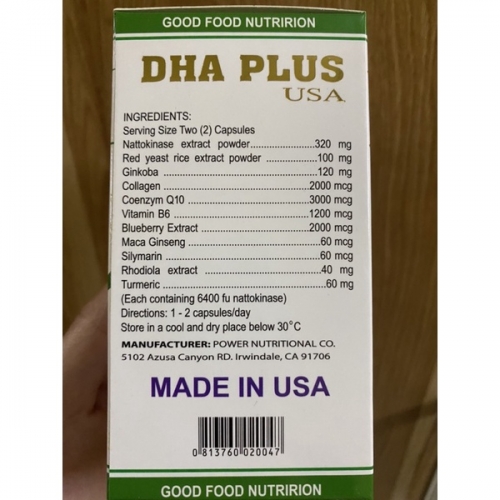 GOOD FOOD NUTRIRION
DHA PLUS
USA
INGREDIENTS:
Serving Size Two (2) Capsules
Nattokinase extract powder....................320 mg
Red yeast rice extract powder ................100 mg
Ginkoba ..................................................120 mg
Collagen ..............................................2000 mcg
Coenzym Q10 .....................................3000 mcg
Vitamin B6 ..........................................1200 mcg
Blueberry Extract ................................2000 mcg
Maca Ginseng .........................................60 mcg
Silymarin ..................................................60 mcg
Rhodiola extract ....................................... 40 mg
Turmeric ....................................................60 mg
(Each containing 6400 fu nattokinase)
Directions: 1 - 2 capsules/day
Store in a cool and dry place below 30°C
MANUFACTURER: POWER NUTRITIONAL CO.
5102 Azusa Canyon RD. Irwindale, CA 91706
MADE IN USA
0 813760 020047
GOOD FOOD NUTRIRION